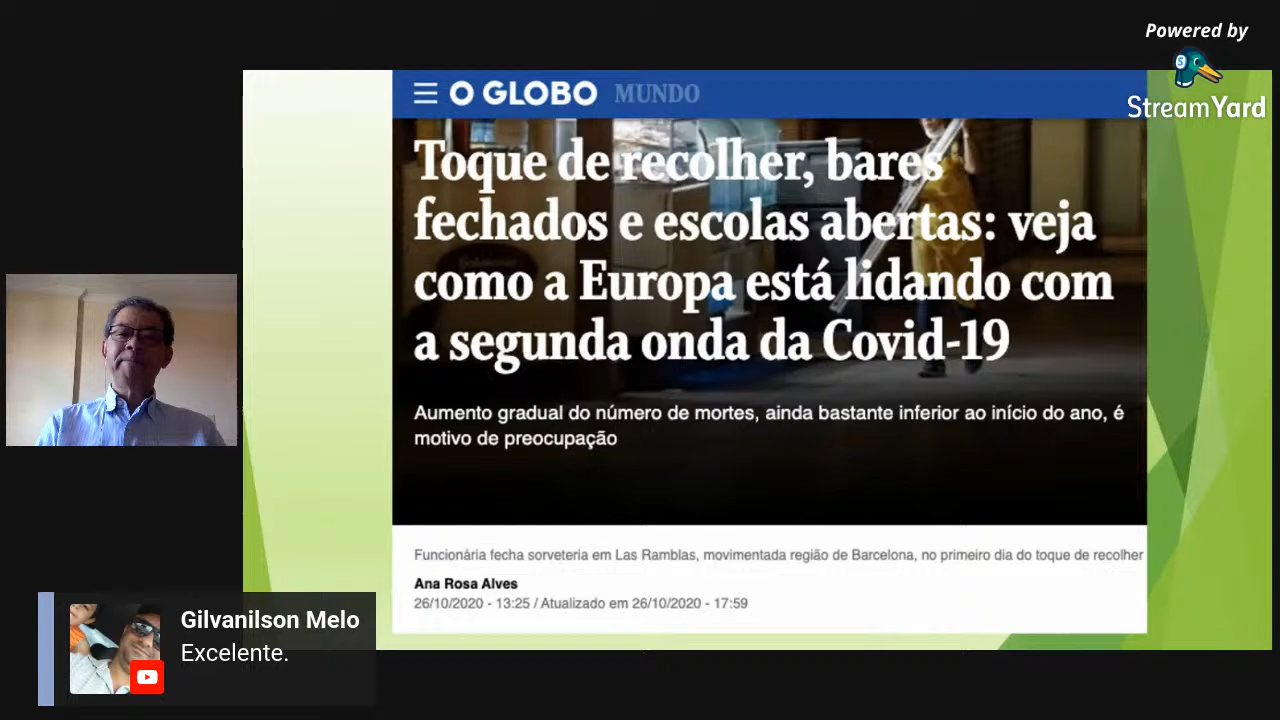 Powered by
StreamYard
O GLOBO MUNDO
Toque de recolher, bares
fechados e escolas abertas: veja
como a Europa está lidando com
a segunda onda da Covid-19
Aumento gradual do número de mortes, ainda bastante inferior ao início do ano, é
motivo de preocupação
Funcionária fecha sorveteria em Las Ramblas, movimentada região de Barcelona, no primeiro dia do toque de recolher
Ana Rosa Alves
26/10/2020 - 13:25 / Atualizado em 26/10/2020 - 17:59
Gilvanilson Melo
Excelente.